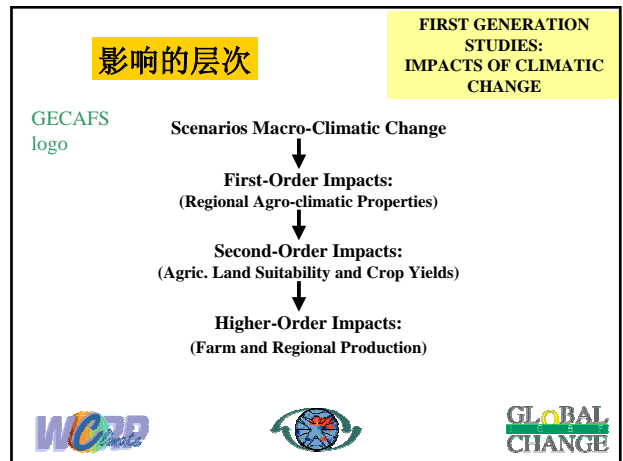 影响的层次
FIRST GENERATION
STUDIES:
IMPACTS OF CLIMATIC
CHANGE
GECAFS
logo
Scenarios Macro-Climatic Change
First-Order Impacts:
(Regional Agro-climatic Properties)
Second-Order Impacts:
(Agric. Land Suitability and Crop Yields)
Higher-Order Impacts:
(Farm and Regional Production)
WCRP
Climate
GLOBAL
I G B P
CHANGE